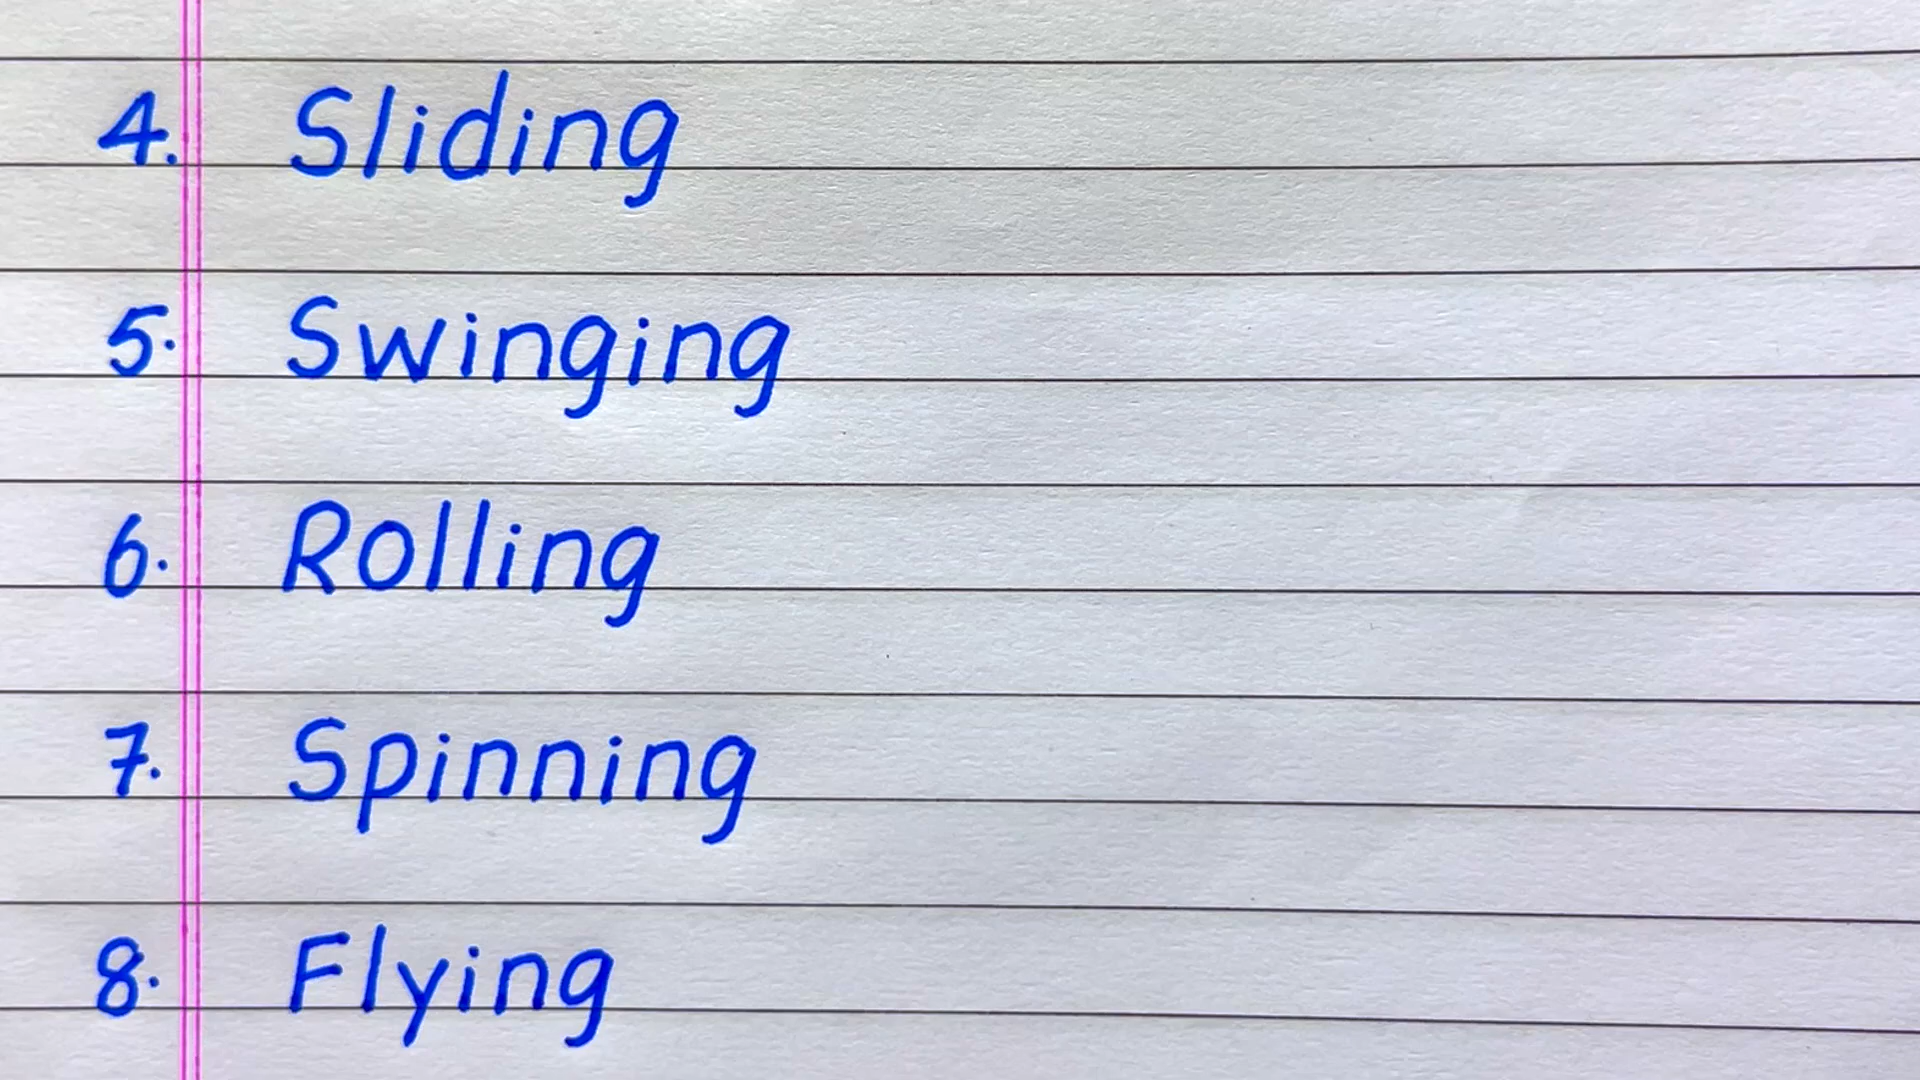 4. Sliding
5. Swinging
6. Rolling
7. Spinning
8. Flying